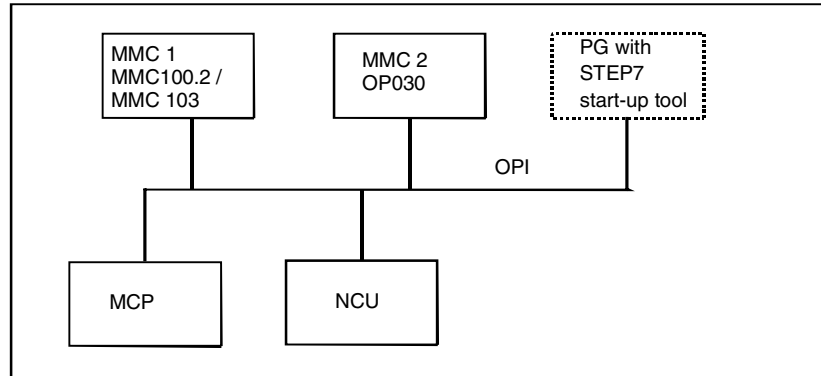 MMC 1
MMC100.2 /
MMC 103
MMC 2
OP030
PG with
STEP7
start-up tool
OPI
MCP
NCU